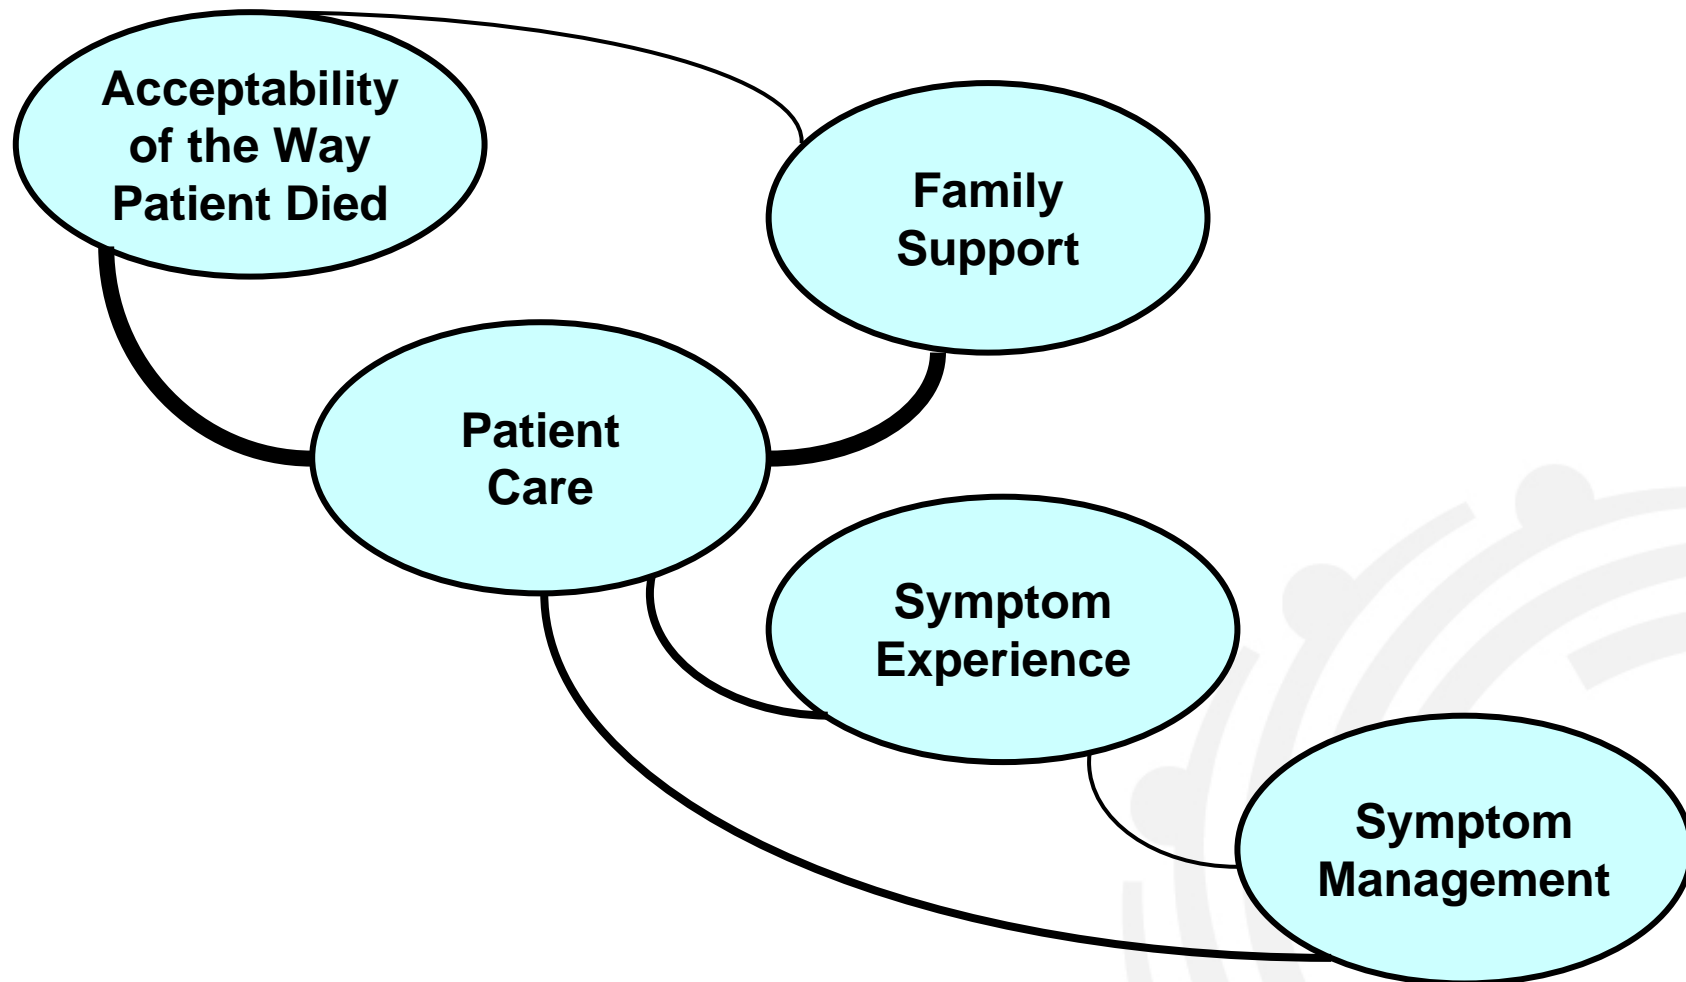 Acceptability
of the Way
Patient Died
Family
Support
Patient
Care
Symptom
Experience
Symptom
Management